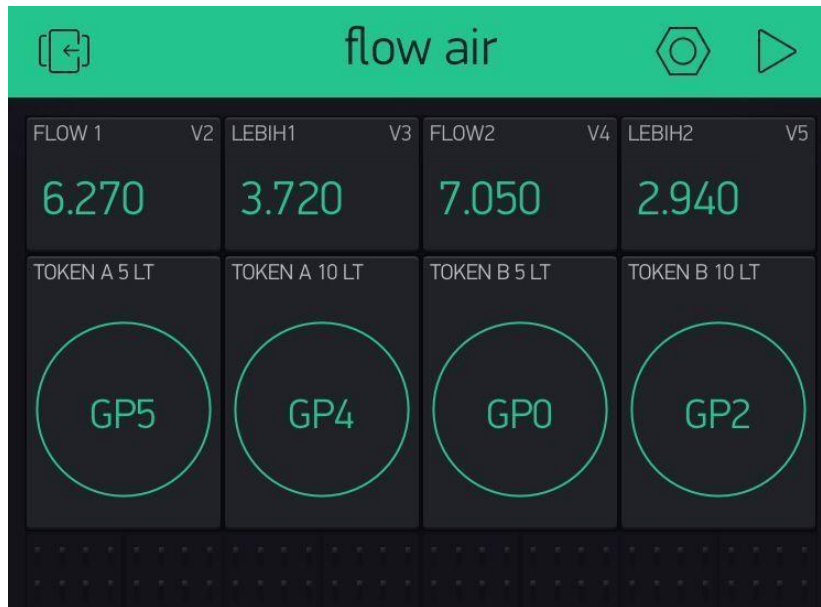 flow air
FLOW 1 V2 LEBIH1 V3 FLOW2 V4 LEBIH2 V5
6.270 3.720 7.050 2.940
TOKEN A 5 LT TOKEN A 10 LT TOKEN B 5 LT TOKEN B 10 LT
GP5 GP4 GP0 GP2